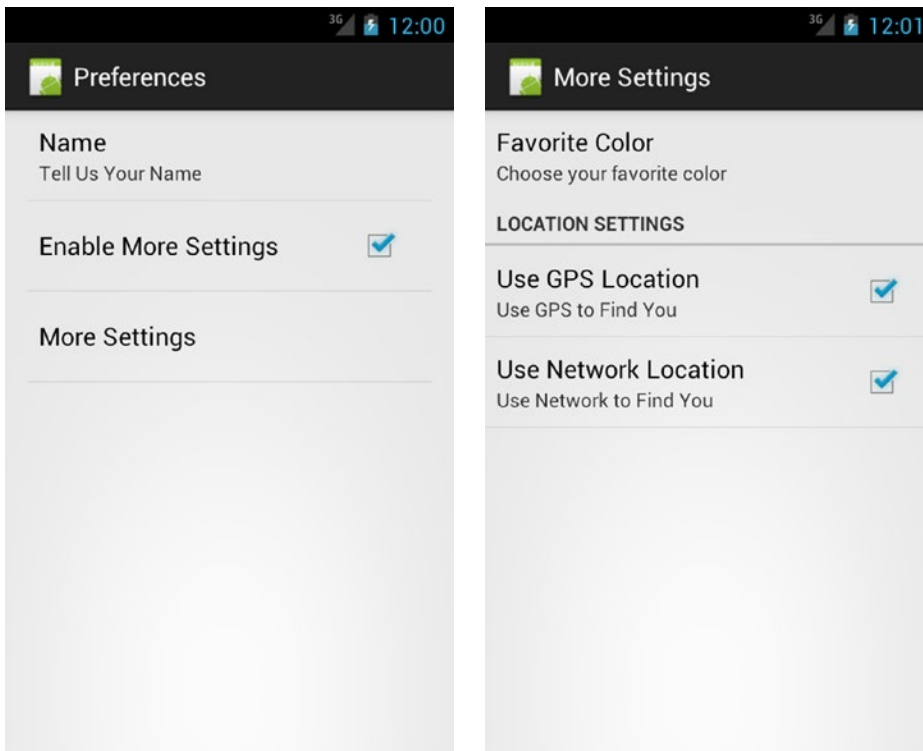 3G 12:00
Preferences
Name
Tell Us Your Name
Enable More Settings
More Settings
3G 12:01
More Settings
Favorite Color
Choose your favorite color
LOCATION SETTINGS
Use GPS Location
Use GPS to Find You
Use Network Location
Use Network to Find You